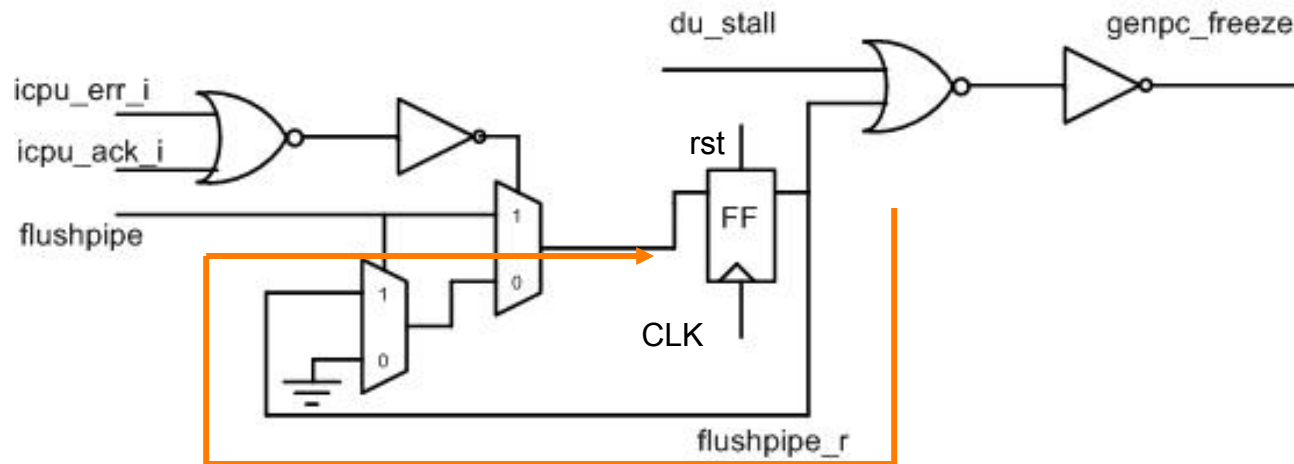 du_stall
genpc_freeze
icpu_err_i
icpu_ack_i
rst
flushpipe
1
FF
0
1
CLK
0
flushpipe_r